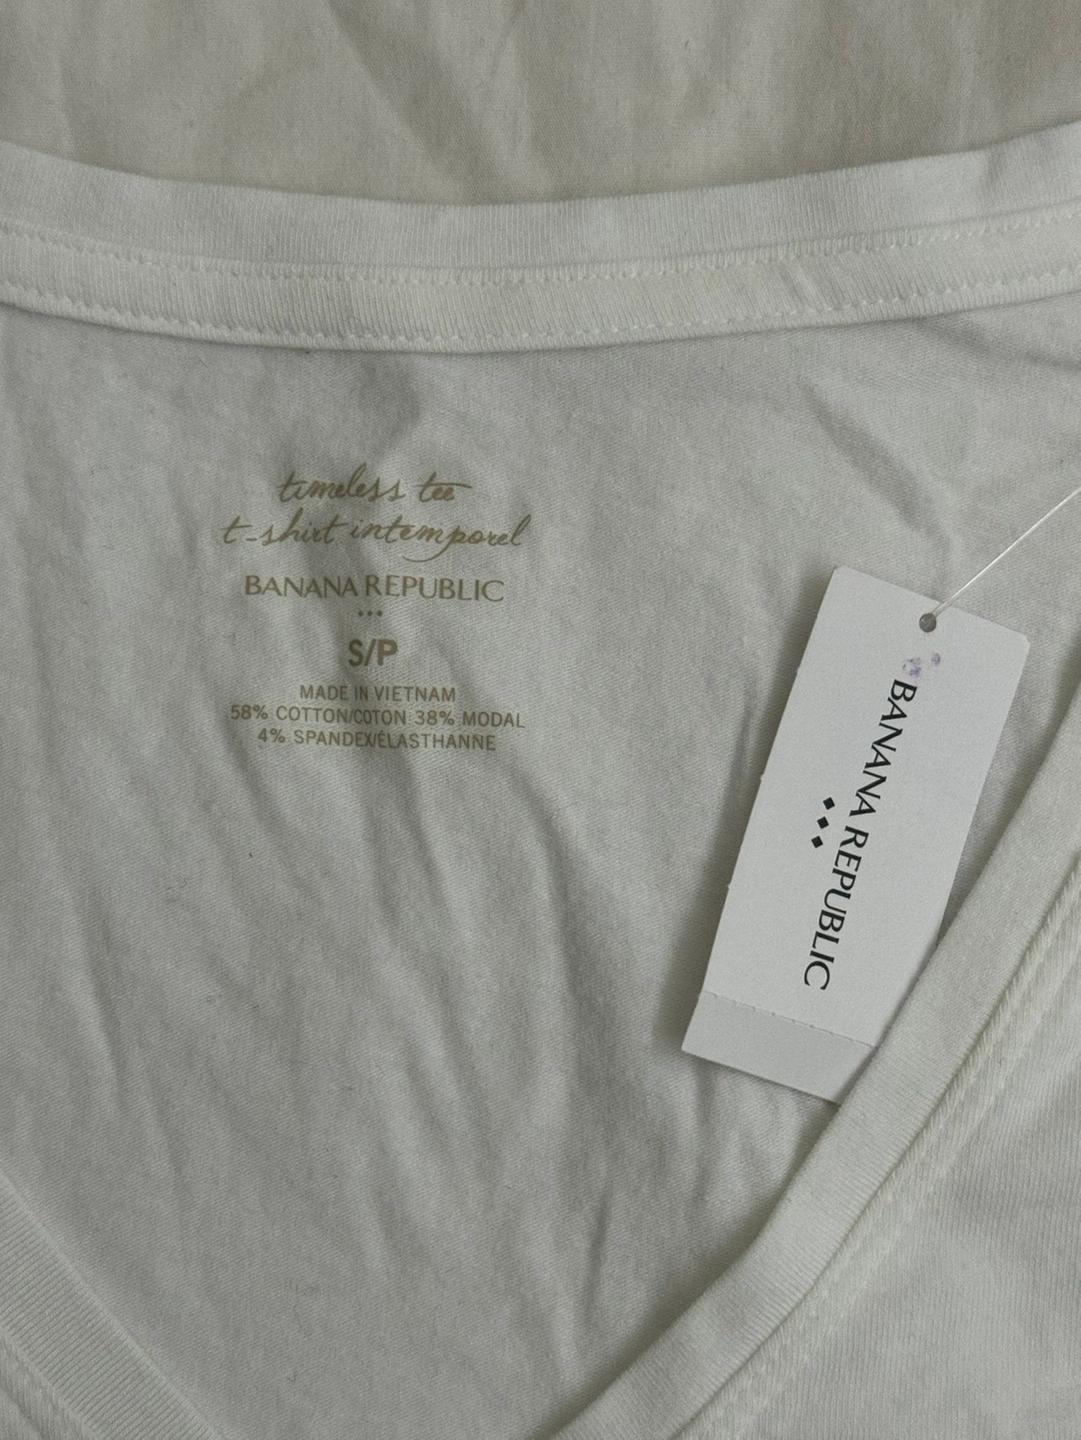 timeless tee
t-shirt intemporel
BANANA REPUBLIC
S/P
MADE IN VIETNAM
58% COTTON/COTON 38% MODAL
4% SPANDEX/ÉLASTHANNE
BANANA REPUBLIC